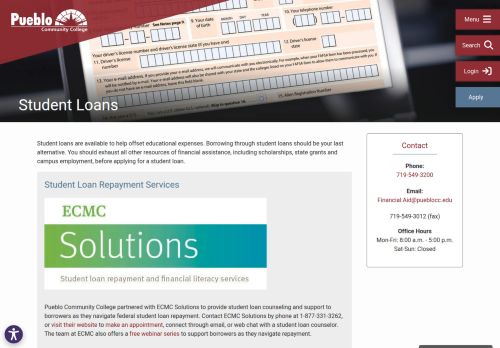 Pueblo
Community College
Menu
Search
Login
Apply
Student Loans
Student loans are available to help offset educational expenses. Borrowing through student loans should be your last
alternative. You should exhaust all other resources of financial assistance, including scholarships, state grants and
campus employment, before applying for a student loan.
Student Loan Repayment Services
ECMC
Solutions
Student loan repayment and financial literacy services
Pueblo Community College partnered with ECMC Solutions to provide student loan counseling and support to
borrowers as they navigate federal student loan repayment. Contact ECMC Solutions by phone at 1-877-331-3262,
or visit their website to make an appointment, connect through email, or web chat with a student loan counselor.
The team at ECMC also offers a free webinar series to support borrowers as they navigate repayment.
Contact
Phone:
719-549-3200
Email:
Financial.Aid@pueblocc.edu
719-549-3012 (fax)
Office Hours
Mon-Fri: 8:00 a.m. - 5:00 p.m.
Sat-Sun: Closed